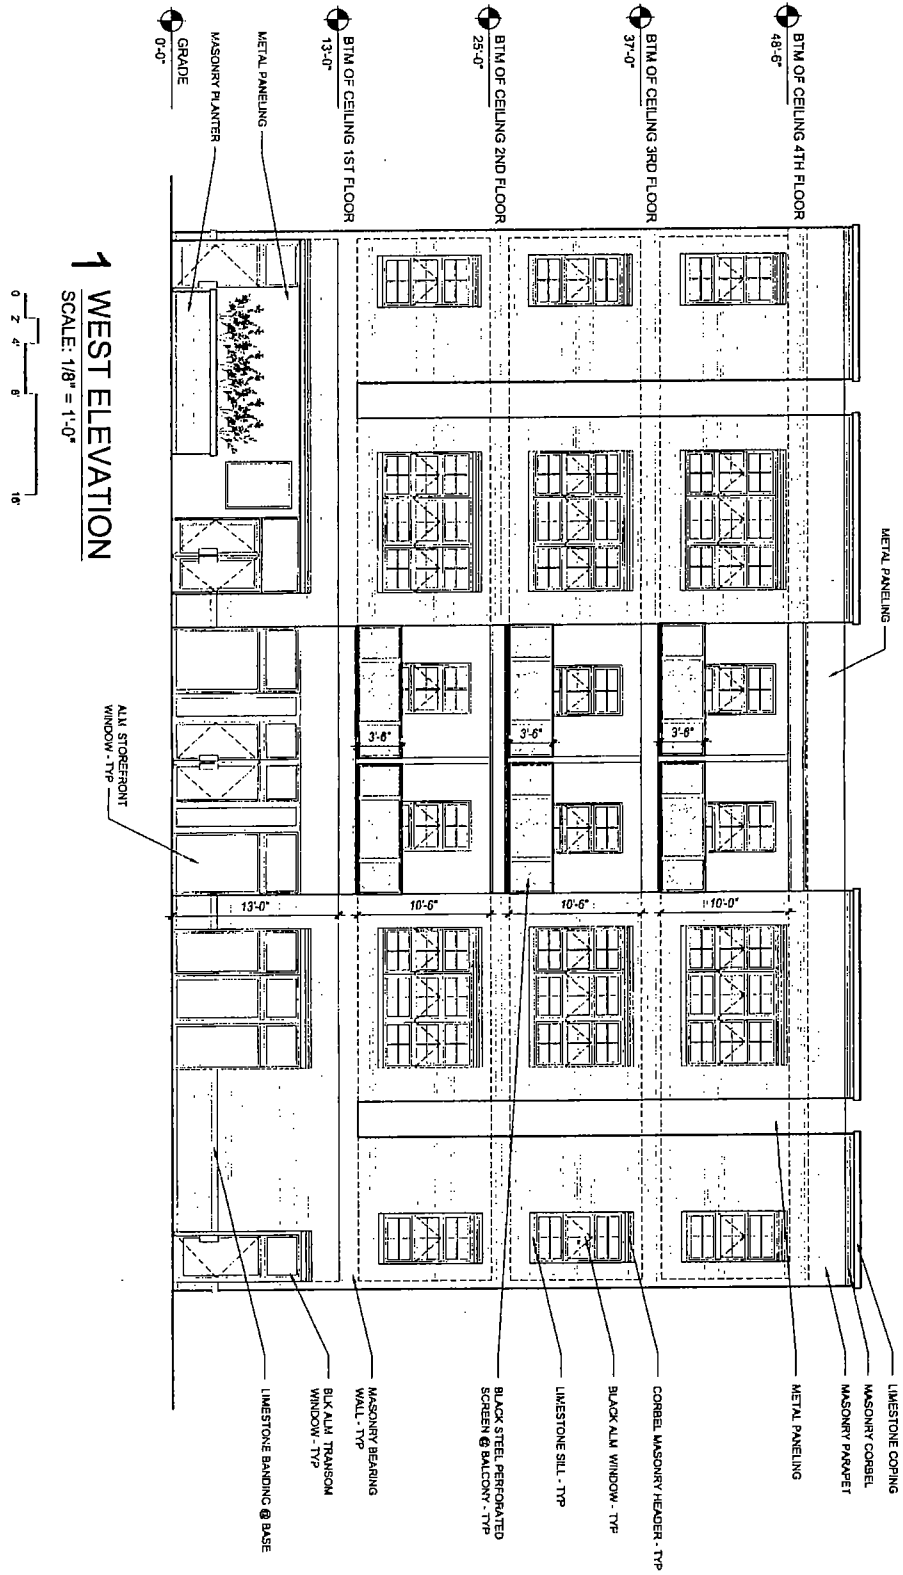 BTM OF CEILING 4TH FLOOR
48'-6"
BTM OF CEILING 3RD FLOOR
37'-0"
BTM OF CEILING 2ND FLOOR
25'-0"
BTM OF CEILING 1ST FLOOR
13'-0"
METAL PANELING
MASONRY PLANTER
GRADE
0'-0"
METAL PANELING
LIMESTONE COPING
MASONRY CORBEL
MASONRY PARAPET
METAL PANELING
CORBEL MASONRY HEADER - TYP
BLACK ALM WINDOW - TYP
LIMESTONE SILL - TYP
BLACK STEEL PERFORATED
SCREEN @ BALCONY - TYP
MASONRY BEARING
WALL - TYP
BLK ALM TRANSOM
WINDOW - TYP
LIMESTONE BANDING @ BASE
3'-6"
3'-6"
3'-6"
10'-0"
10'-6"
10'-6"
13'-0"
ALM STOREFRONT
WINDOW - TYP
1 WEST ELEVATION
SCALE: 1/8" = 1'-0"
0 2' 4' 8' 16'